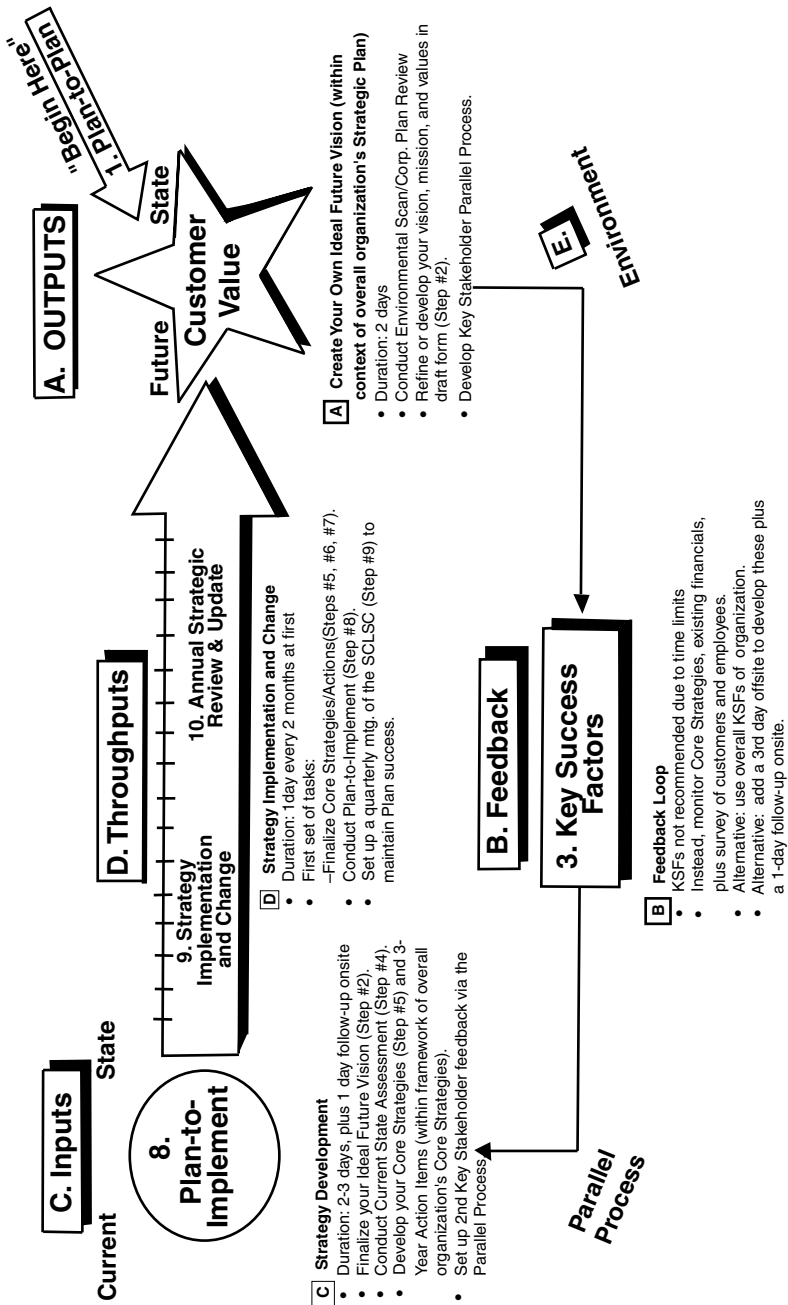 "Begin Here"
1. Plan-to-Plan
A. OUTPUTS
Future State
Customer
Value
A Create Your Own Ideal Future Vision (within
context of overall organization's Strategic Plan)
• Duration: 2 days
• Conduct Environmental Scan/Corp. Plan Review
• Refine or develop your vision, mission, and values in
draft form (Step #2).
• Develop Key Stakeholder Parallel Process.
E.
Environment
B. Feedback
3. Key Success
Factors
B Feedback Loop
• KSFs not recommended due to time limits
• Instead, monitor Core Strategies, existing financials,
plus survey of customers and employees.
• Alternative: use overall KSFs of organization.
• Alternative: add a 3rd day offsite to develop these plus
a 1-day follow-up onsite.
C. Inputs
Current State
8.
Plan-to-
Implement
C Strategy Development
• Duration: 2-3 days, plus 1 day follow-up onsite
• Finalize your Ideal Future Vision (Step #2).
• Conduct Current State Assessment (Step #4).
• Develop your Core Strategies (Step #5) and 3-
Year Action Items (within framework of overall
organization's Core Strategies).
• Set up 2nd Key Stakeholder feedback via the
Parallel Process.
Parallel
Process
D. Throughputs
9. Strategy
Implementation
and Change
10. Annual Strategic
Review & Update
D Strategy Implementation and Change
• Duration: 1day every 2 months at first
• First set of tasks:
–Finalize Core Strategies/Actions(Steps #5, #6, #7).
• Conduct Plan-to-Implement (Step #8).
• Set up a quarterly mtg. of the SCLSC (Step #9) to
maintain Plan success.